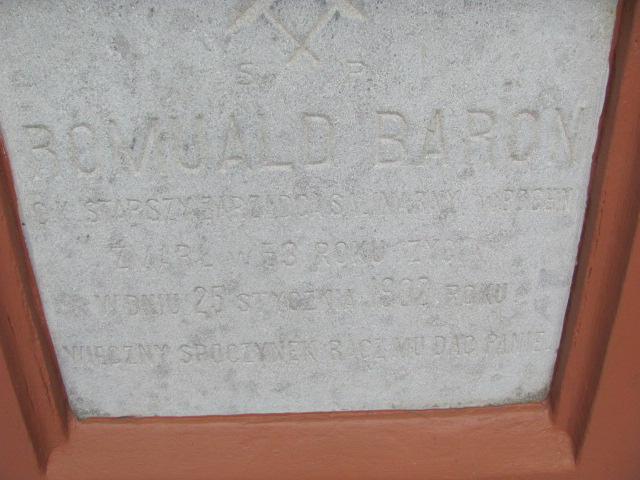 S P
ROMUALD BARON
C K STARSZY ZARZĄDCA SALINARNY
ZMARŁ W 53 ROKU ŻYCIA
W DNIU 25 STYCZNIA 1902 ROKU
WIECZNY SPOCZYNEK RACZ MU DAĆ PANIE